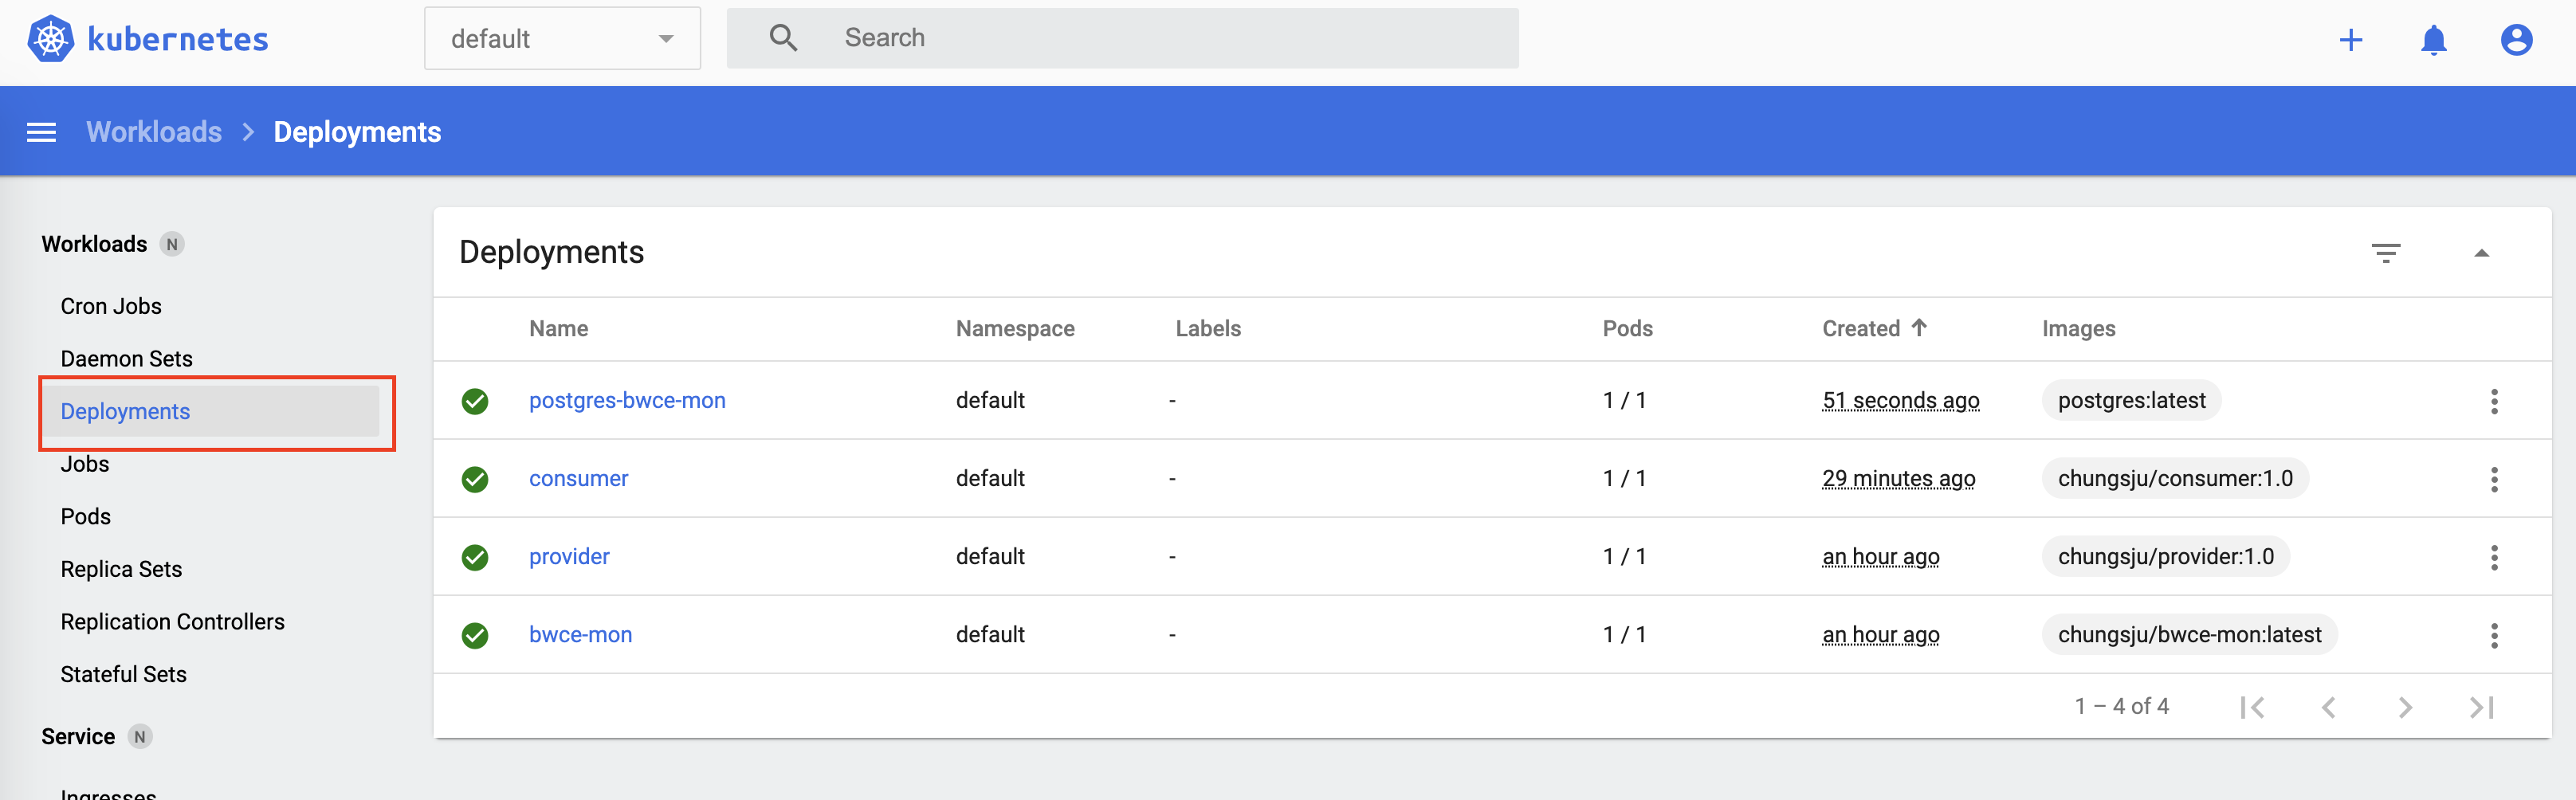 kubernetes
default
Search
Workloads > Deployments
Workloads N
Cron Jobs
Daemon Sets
Deployments
Jobs
Pods
Replica Sets
Replication Controllers
Stateful Sets
Service N
Ingresses
Deployments
Name Namespace Labels Pods Created Images
postgres-bwce-mon default - 1 / 1 51 seconds ago postgres:latest
consumer default - 1 / 1 29 minutes ago chungsju/consumer:1.0
provider default - 1 / 1 an hour ago chungsju/provider:1.0
bwce-mon default - 1 / 1 an hour ago chungsju/bwce-mon:latest
1 – 4 of 4